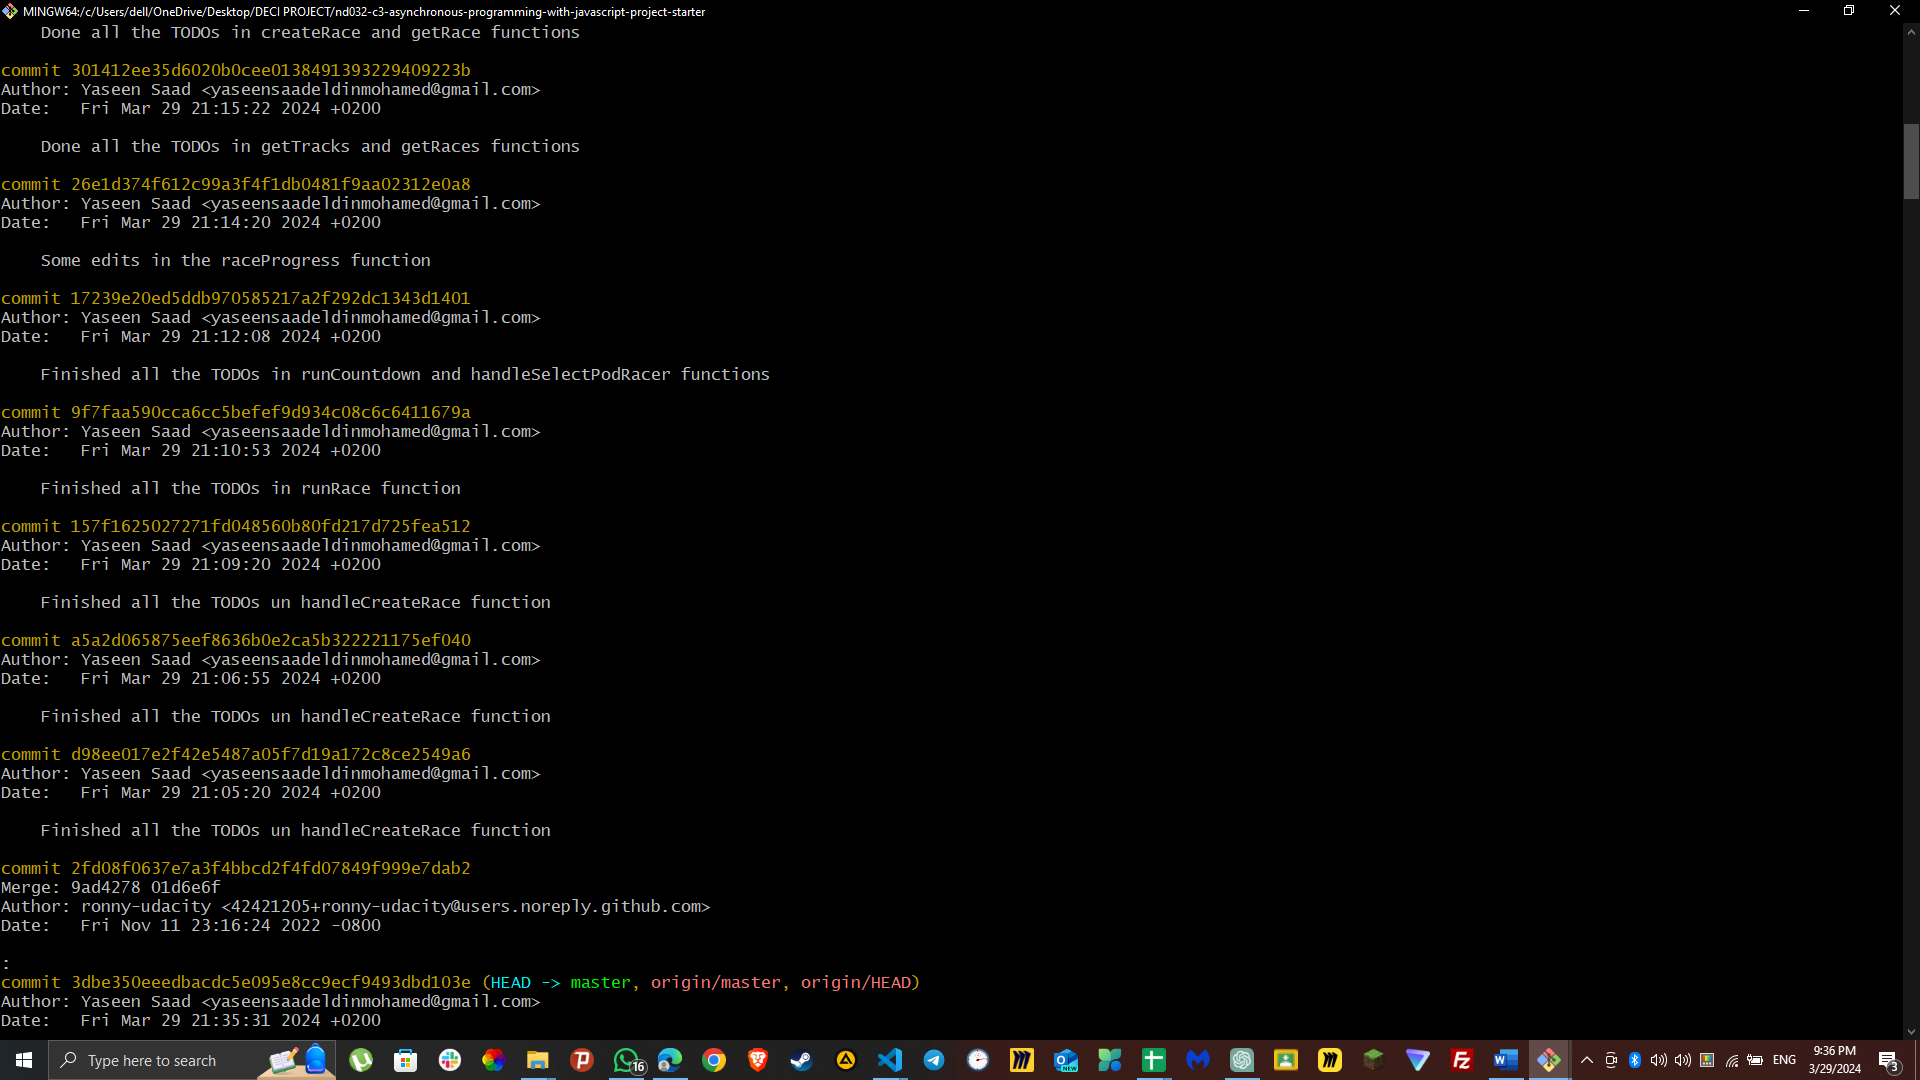 MINGW64:/c/Users/dell/OneDrive/Desktop/DECI PROJECT/nd032-c3-asynchronous-programming-with-javascript-project-starter
Done all the TODOs in createRace and getRace functions
commit 301412ee35d6020b0cee0138491393229409223b
Author: Yaseen Saad <yaseensaadeldinmohamed@gmail.com>
Date:   Fri Mar 29 21:15:22 2024 +0200
Done all the TODOs in getTracks and getRaces functions
commit 26e1d374f612c99a3f4f1db0481f9aa02312e0a8
Author: Yaseen Saad <yaseensaadeldinmohamed@gmail.com>
Date:   Fri Mar 29 21:14:20 2024 +0200
Some edits in the raceProgress function
commit 17239e20ed5ddb970585217a2f292dc1343d1401
Author: Yaseen Saad <yaseensaadeldinmohamed@gmail.com>
Date:   Fri Mar 29 21:12:08 2024 +0200
Finished all the TODOs in runCountdown and handleSelectPodRacer functions
commit 9f7faa590cca6cc5befef9d934c08c6c6411679a
Author: Yaseen Saad <yaseensaadeldinmohamed@gmail.com>
Date:   Fri Mar 29 21:10:53 2024 +0200
Finished all the TODOs in runRace function
commit 157f1625027271fd048560b80fd217d725fea512
Author: Yaseen Saad <yaseensaadeldinmohamed@gmail.com>
Date:   Fri Mar 29 21:09:20 2024 +0200
Finished all the TODOs un handleCreateRace function
commit a5a2d065875eef8636b0e2ca5b322221175ef040
Author: Yaseen Saad <yaseensaadeldinmohamed@gmail.com>
Date:   Fri Mar 29 21:06:55 2024 +0200
Finished all the TODOs un handleCreateRace function
commit d98ee017e2f42e5487a05f7d19a172c8ce2549a6
Author: Yaseen Saad <yaseensaadeldinmohamed@gmail.com>
Date:   Fri Mar 29 21:05:20 2024 +0200
Finished all the TODOs un handleCreateRace function
commit 2fd08f0637e7a3f4bbcd2f4fd07849f999e7dab2
Merge: 9ad4278 01d6e6f
Author: ronny-udacity <42421205+ronny-udacity@users.noreply.github.com>
Date:   Fri Nov 11 23:16:24 2022 -0800
:
commit 3dbe350eeedbacdc5e095e8cc9ecf9493dbd103e (HEAD -> master, origin/master, origin/HEAD)
Author: Yaseen Saad <yaseensaadeldinmohamed@gmail.com>
Date:   Fri Mar 29 21:35:31 2024 +0200
Type here to search
16
NEW
ENG
9:36 PM
3/29/2024
3